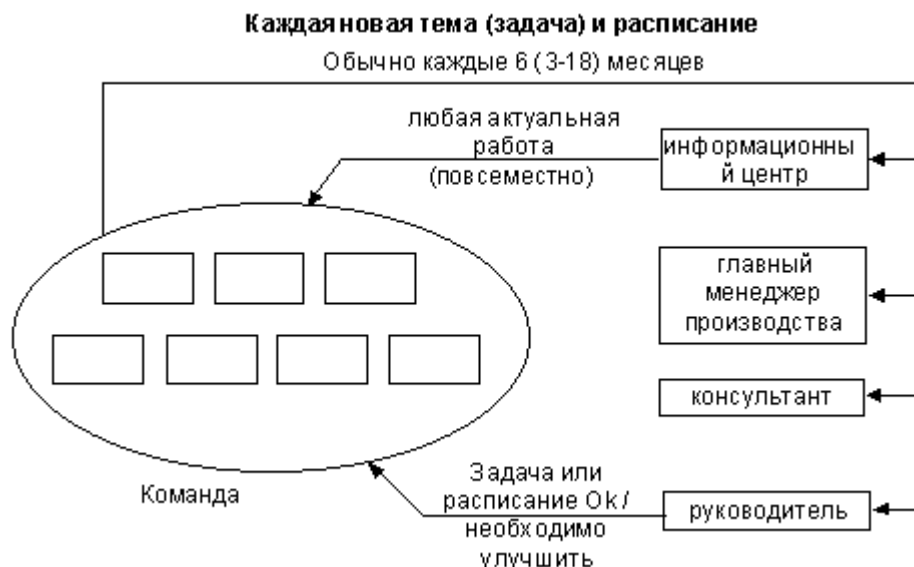 Каждая новая тема (задача) и расписание
Обычно каждые 6 (3-18) месяцев
любая актуальная
работа
(повсеместно)
информационны
й центр
главный
менеджер
производства
консультант
Команда
Задача или
расписание Ok /
необходимо
улучшить
руководитель